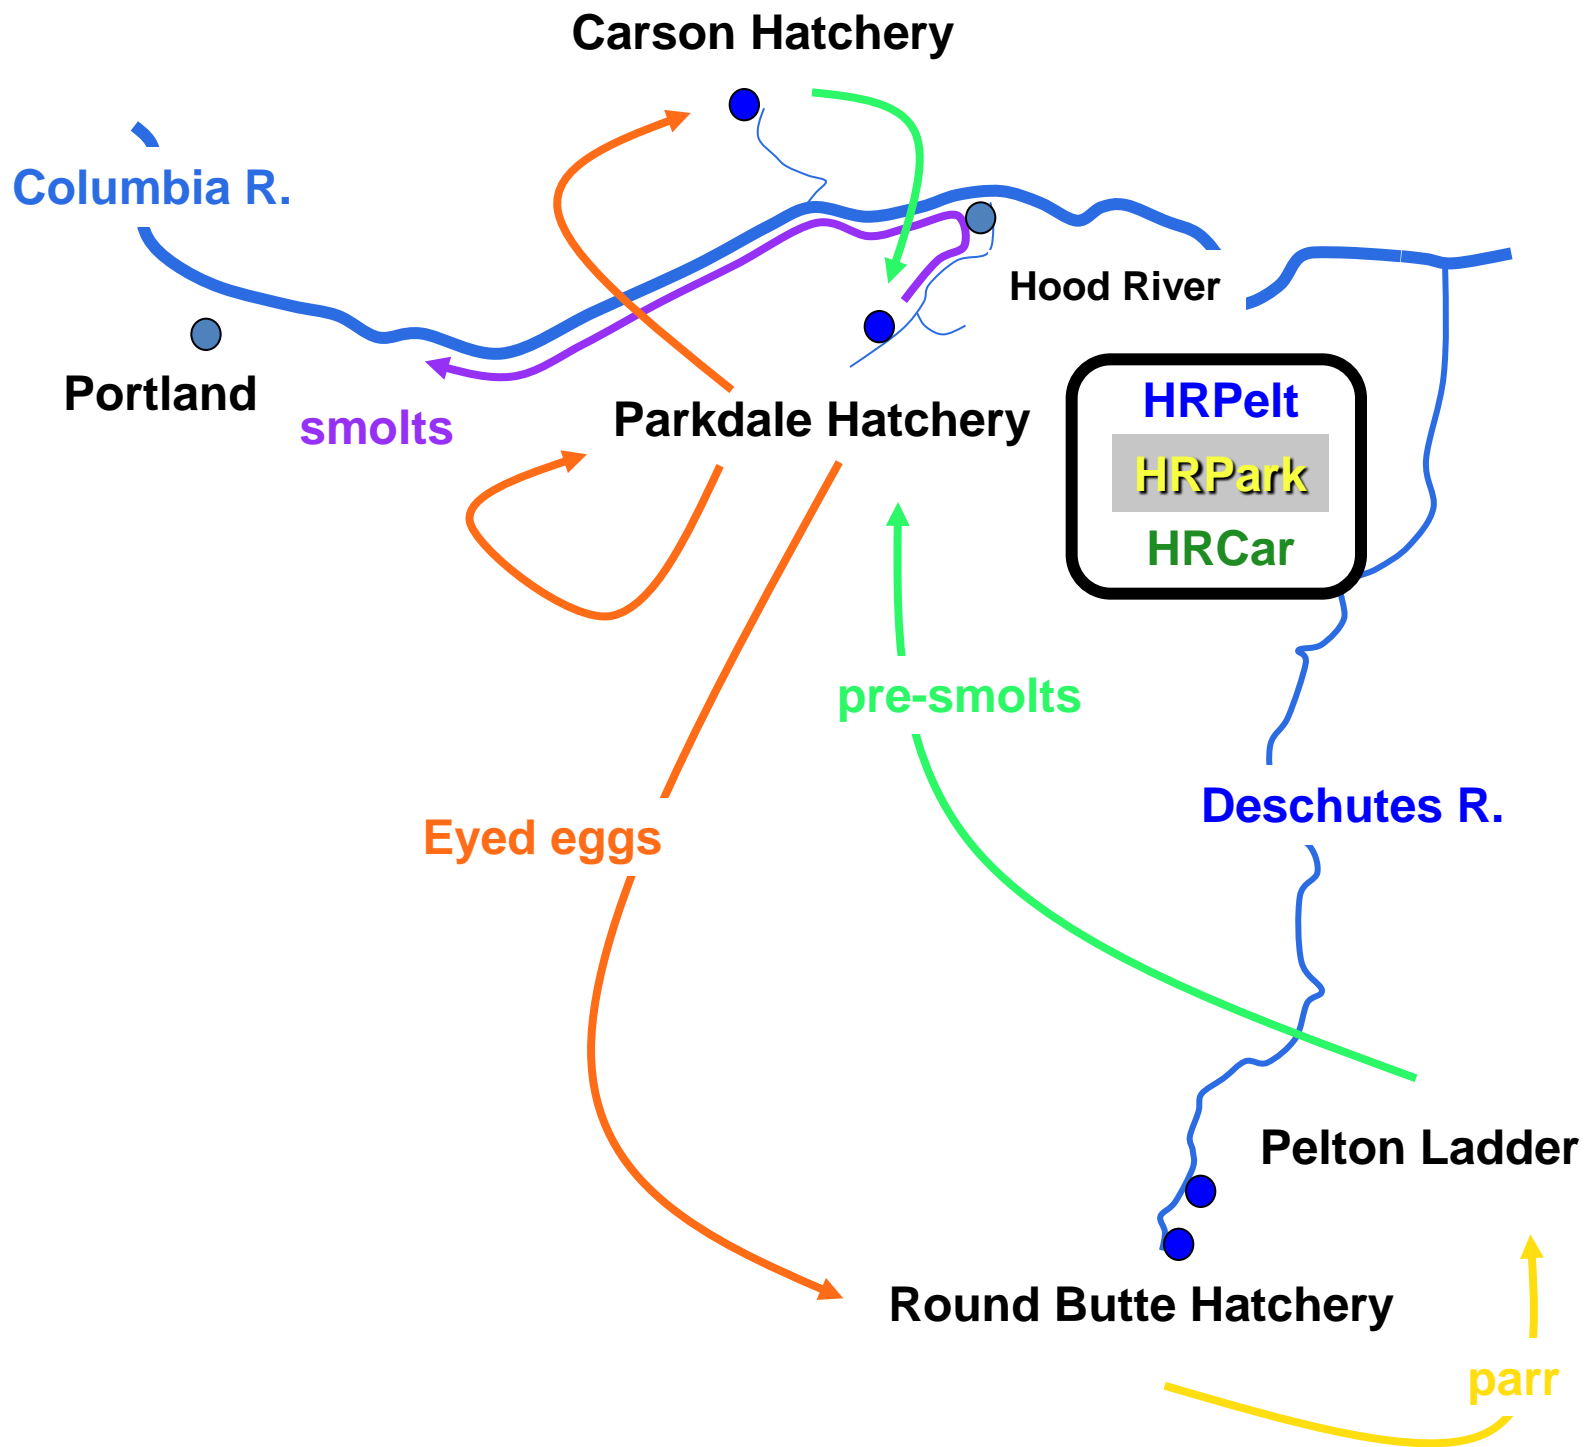 Carson Hatchery
Columbia R.
Hood River
Portland
smolts
Parkdale Hatchery
HRPelt
HRPark
HRCar
pre-smolts
Deschutes R.
Eyed eggs
Pelton Ladder
Round Butte Hatchery
parr